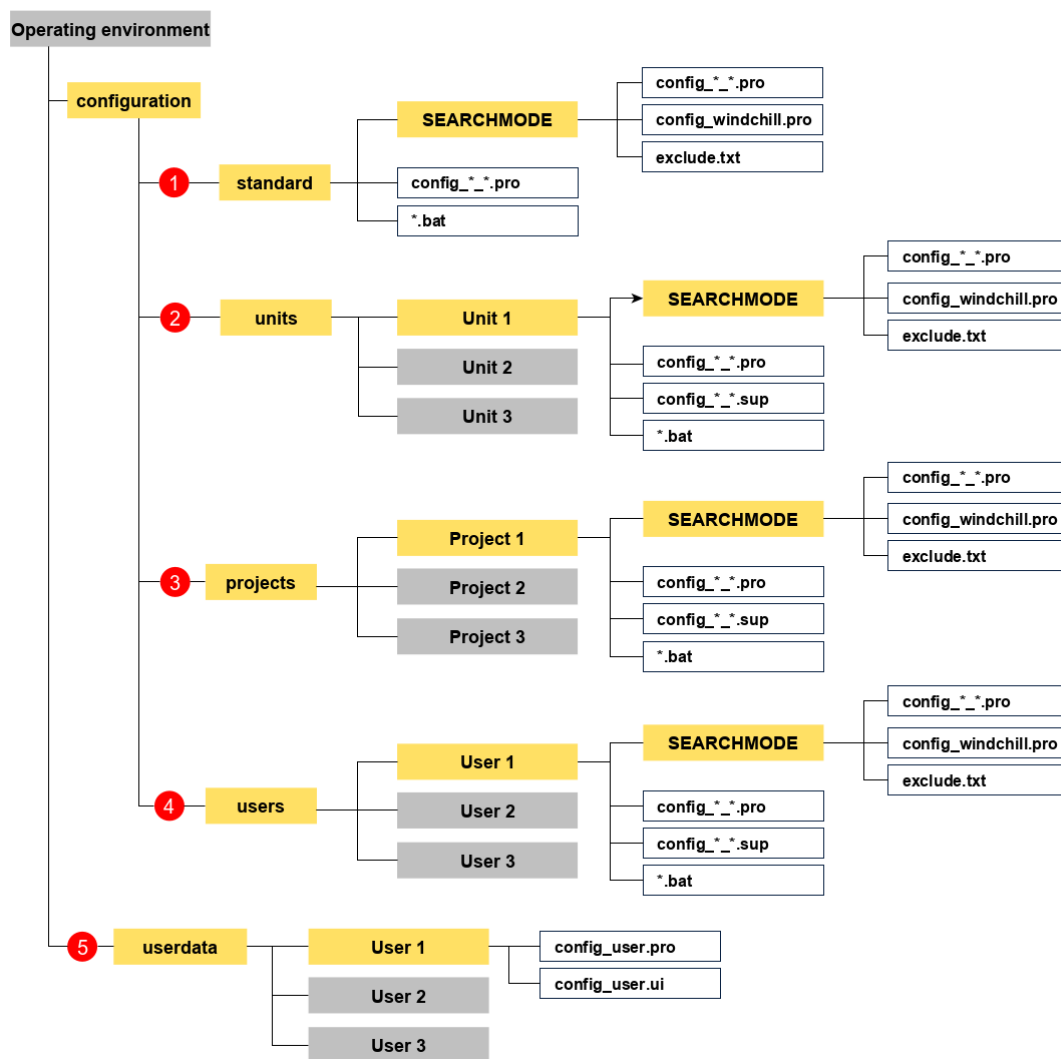 Operating environment
configuration
1
standard
SEARCHMODE
config_*_*.pro
config_windchill.pro
exclude.txt
config_*_*.pro
*.bat
2
units
Unit 1
SEARCHMODE
config_*_*.pro
config_windchill.pro
exclude.txt
config_*_*.pro
config_*_*.sup
*.bat
Unit 2
Unit 3
3
projects
Project 1
SEARCHMODE
config_*_*.pro
config_windchill.pro
exclude.txt
config_*_*.pro
config_*_*.sup
*.bat
Project 2
Project 3
4
users
User 1
SEARCHMODE
config_*_*.pro
config_windchill.pro
exclude.txt
config_*_*.pro
config_*_*.sup
*.bat
User 2
User 3
5
userdata
User 1
config_user.pro
config_user.ui
User 2
User 3